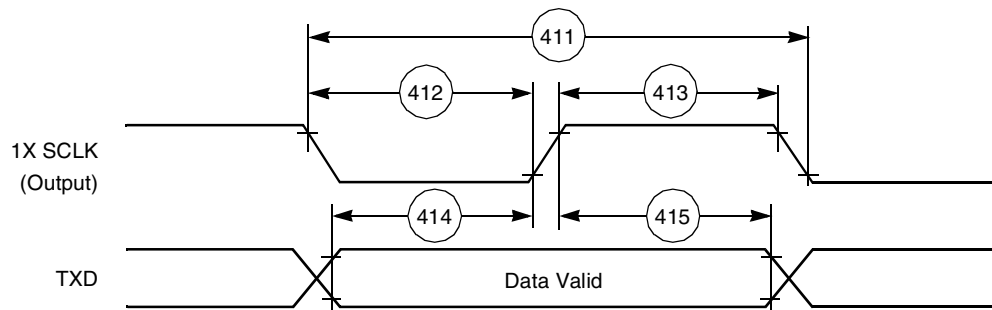 411
412
413
1X SCLK
(Output)
414
415
TXD
Data Valid